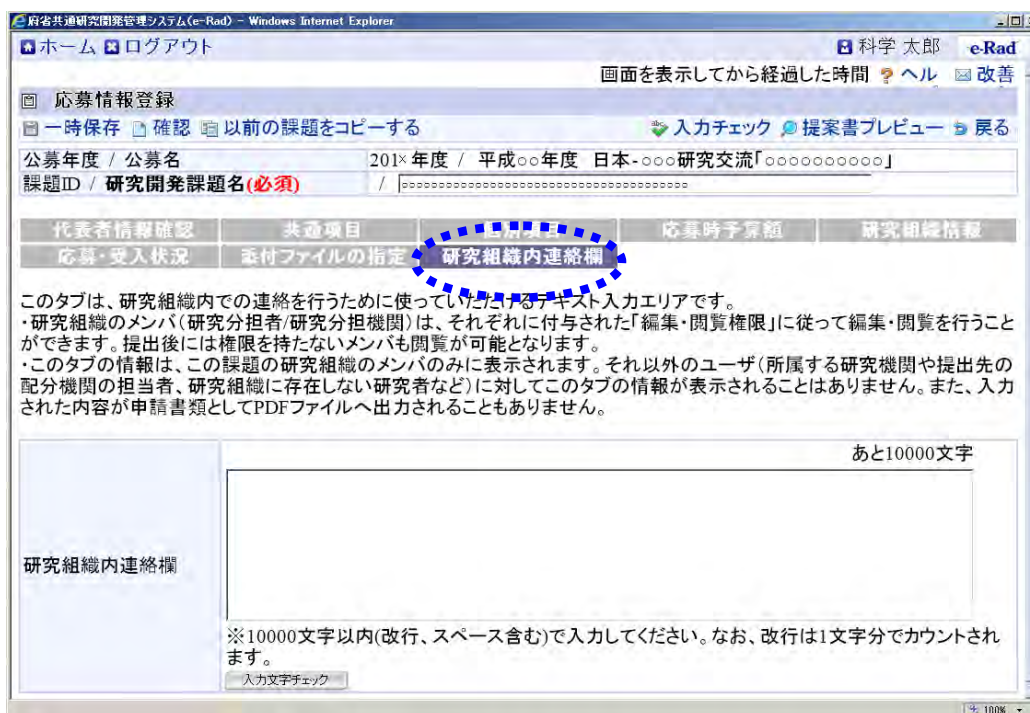 府省共通研究開発管理システム(e-Rad) - Windows Internet Explorer
ホーム ログアウト 科学 太郎 e-Rad
画面を表示してから経過した時間 ヘル 改善
応募情報登録
一時保存 確認 以前の課題をコピーする 入力チェック 提案書プレビュー 戻る
公募年度 / 公募名 201×年度 / 平成○○年度 日本-○○○研究交流「○○○○○○○○○○」
課題ID / 研究開発課題名(必須) /
代表者情報確認 共通項目 個別項目 応募時予算額 研究組織情報
応募・受入状況 添付ファイルの指定 研究組織内連絡欄
このタブは、研究組織内での連絡を行うために使っていただけるテキスト入力エリアです。
・研究組織のメンバ(研究分担者/研究分担機関)は、それぞれに付与された「編集・閲覧権限」に従って編集・閲覧を行うこと
ができます。提出後には権限を持たないメンバも閲覧が可能となります。
・このタブの情報は、この課題の研究組織のメンバのみに表示されます。それ以外のユーザ(所属する研究機関や提出先の
配分機関の担当者、研究組織に存在しない研究者など)に対してこのタブの情報が表示されることはありません。また、入力
された内容が申請書類としてPDFファイルへ出力されることもありません。
あと10000文字
研究組織内連絡欄
※10000文字以内(改行、スペース含む)で入力してください。なお、改行は1文字分でカウントされ
ます。
入力文字チェック
100%